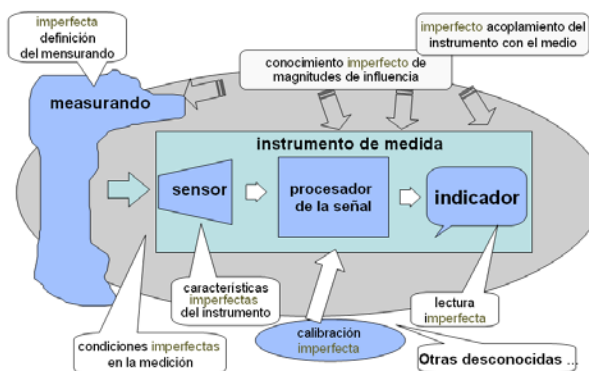 imperfecta
definición
del mensurando
imperfecto acoplamiento del
instrumento con el medio
conocimiento imperfecto de
magnitudes de influencia
measurando
instrumento de medida
sensor
procesador
de la señal
indicador
características
imperfectas
del instrumento
lectura
imperfecta
condiciones imperfectas
en la medición
calibración
imperfecta
Otras desconocidas ...